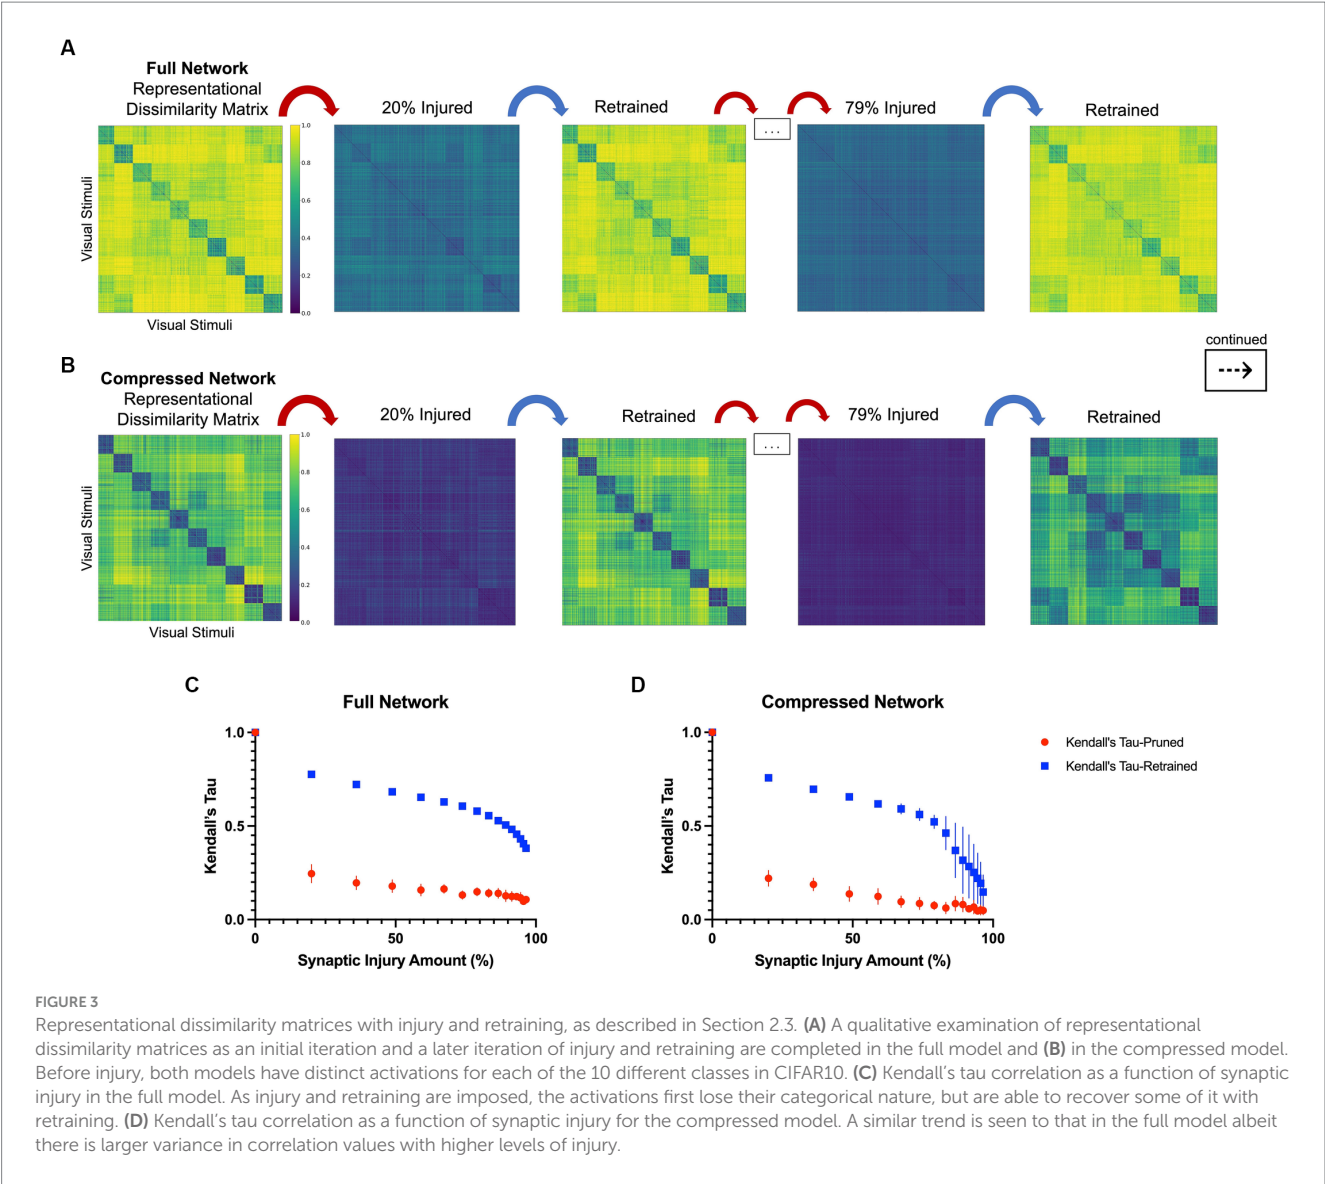 A
Full Network
Representational
Dissimilarity Matrix
20% Injured
Retrained
...
79% Injured
Retrained
1.0
0.8
0.6
0.4
0.2
0.0
Visual Stimuli
Visual Stimuli
continued
B
Compressed Network
Representational
Dissimilarity Matrix
20% Injured
Retrained
...
79% Injured
Retrained
1.0
0.8
0.6
0.4
0.2
0.0
Visual Stimuli
Visual Stimuli
C
Full Network
1.0
0.5
0.0
Kendall's Tau
0
50
100
Synaptic Injury Amount (%)
D
Compressed Network
1.0
0.5
0.0
Kendall's Tau
0
50
100
Synaptic Injury Amount (%)
Kendall's Tau-Pruned
Kendall's Tau-Retrained
FIGURE 3
Representational dissimilarity matrices with injury and retraining, as described in Section 2.3. (A) A qualitative examination of representational
dissimilarity matrices as an initial iteration and a later iteration of injury and retraining are completed in the full model and (B) in the compressed model.
Before injury, both models have distinct activations for each of the 10 different classes in CIFAR10. (C) Kendall's tau correlation as a function of synaptic
injury in the full model. As injury and retraining are imposed, the activations first lose their categorical nature, but are able to recover some of it with
retraining. (D) Kendall's tau correlation as a function of synaptic injury for the compressed model. A similar trend is seen to that in the full model albeit
there is larger variance in correlation values with higher levels of injury.